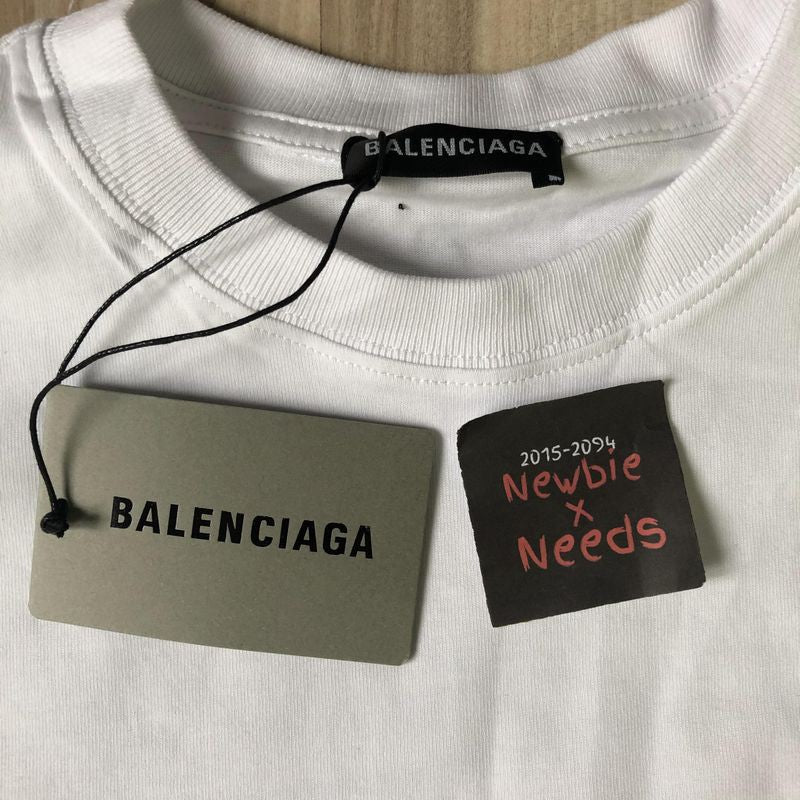 BALENCIAGA
BALENCIAGA
2015-2094
Newbie
x
Needs